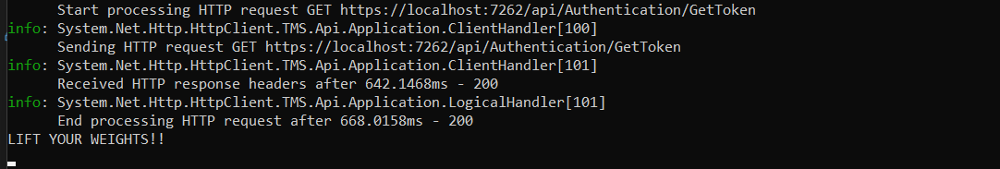 Start processing HTTP request GET https://localhost:7262/api/Authentication/GetToken
info: System.Net.Http.HttpClient.TMS.Api.Application.ClientHandler[100]
Sending HTTP request GET https://localhost:7262/api/Authentication/GetToken
info: System.Net.Http.HttpClient.TMS.Api.Application.ClientHandler[101]
Received HTTP response headers after 642.1468ms - 200
info: System.Net.Http.HttpClient.TMS.Api.Application.LogicalHandler[101]
End processing HTTP request after 668.0158ms - 200
LIFT YOUR WEIGHTS!!